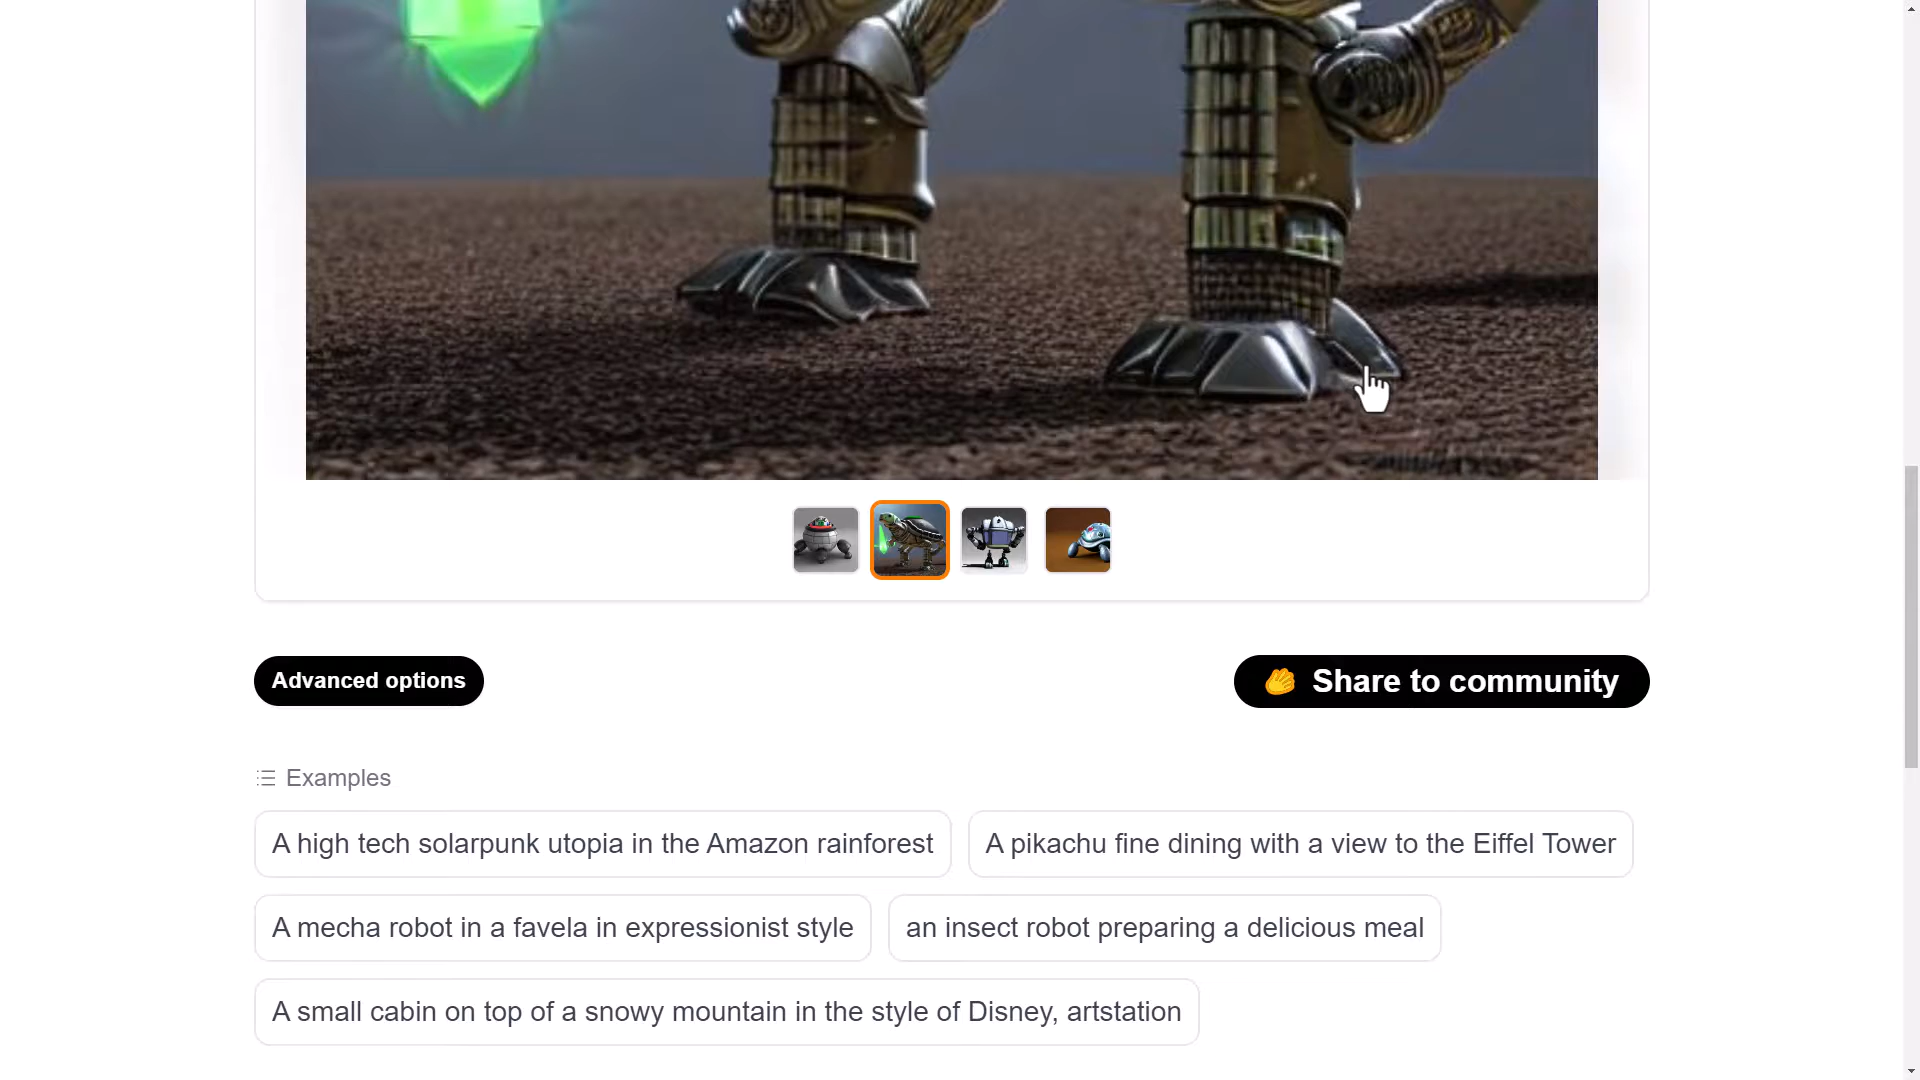 Advanced options
Share to community
Examples
A high tech solarpunk utopia in the Amazon rainforest
A pikachu fine dining with a view to the Eiffel Tower
A mecha robot in a favela in expressionist style
an insect robot preparing a delicious meal
A small cabin on top of a snowy mountain in the style of Disney, artstation